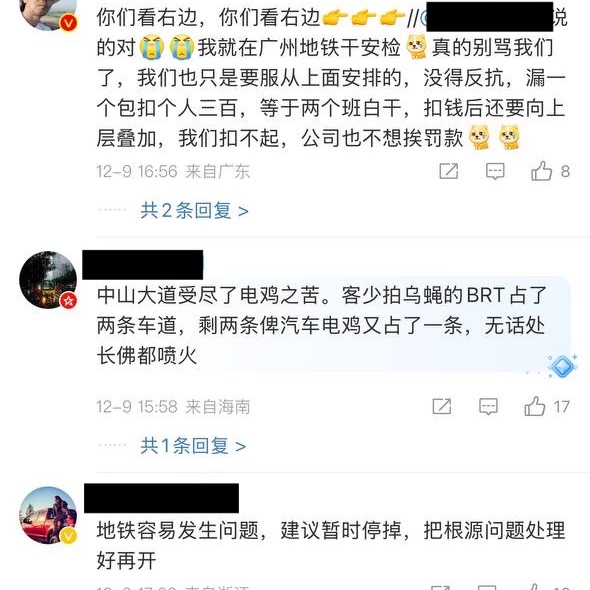 你们看右边，你们看右边👉👉👉//@说
的对😭😭我就在广州地铁干安检真的别骂我们
了，我们也只是要服从上面安排的，没得反抗，漏一
个包扣个人三百，等于两个班白干，扣钱后还要向上
层叠加，我们扣不起，公司也不想挨罚款
12-9 16:56 来自广东
8
共2条回复 >
中山大道受尽了电鸡之苦。客少拍乌蝇的BRT占了
两条车道，剩两条俾汽车电鸡又占了一条，无话处
长佛都喷火
12-9 15:58 来自海南
17
共1条回复 >
地铁容易发生问题，建议暂时停掉，把根源问题处理
好再开